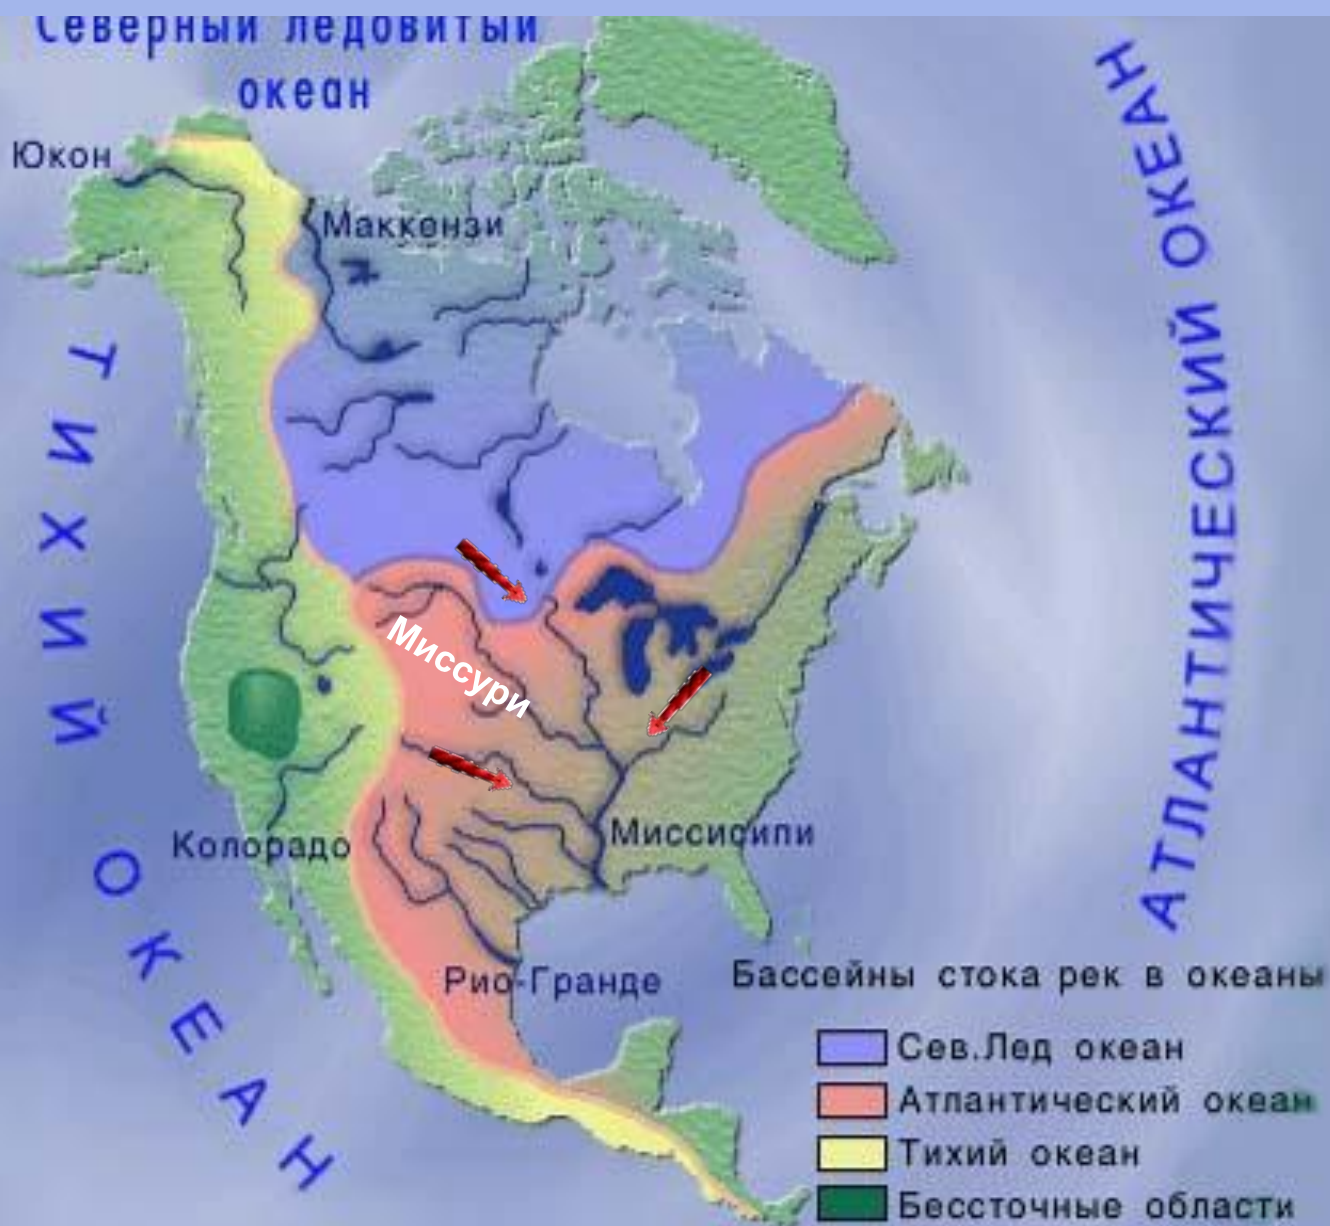 Северный ледовитый
океан
Юкон
Маккензи
АТЛАНТИЧЕСКИЙ ОКЕАН
ТИХИЙ ОКЕАН
Миссури
Миссисипи
Колорадо
Рио-Гранде
Бассейны стока рек в океаны
Сев.Лед океан
Атлантический океан
Тихий океан
Бессточные области